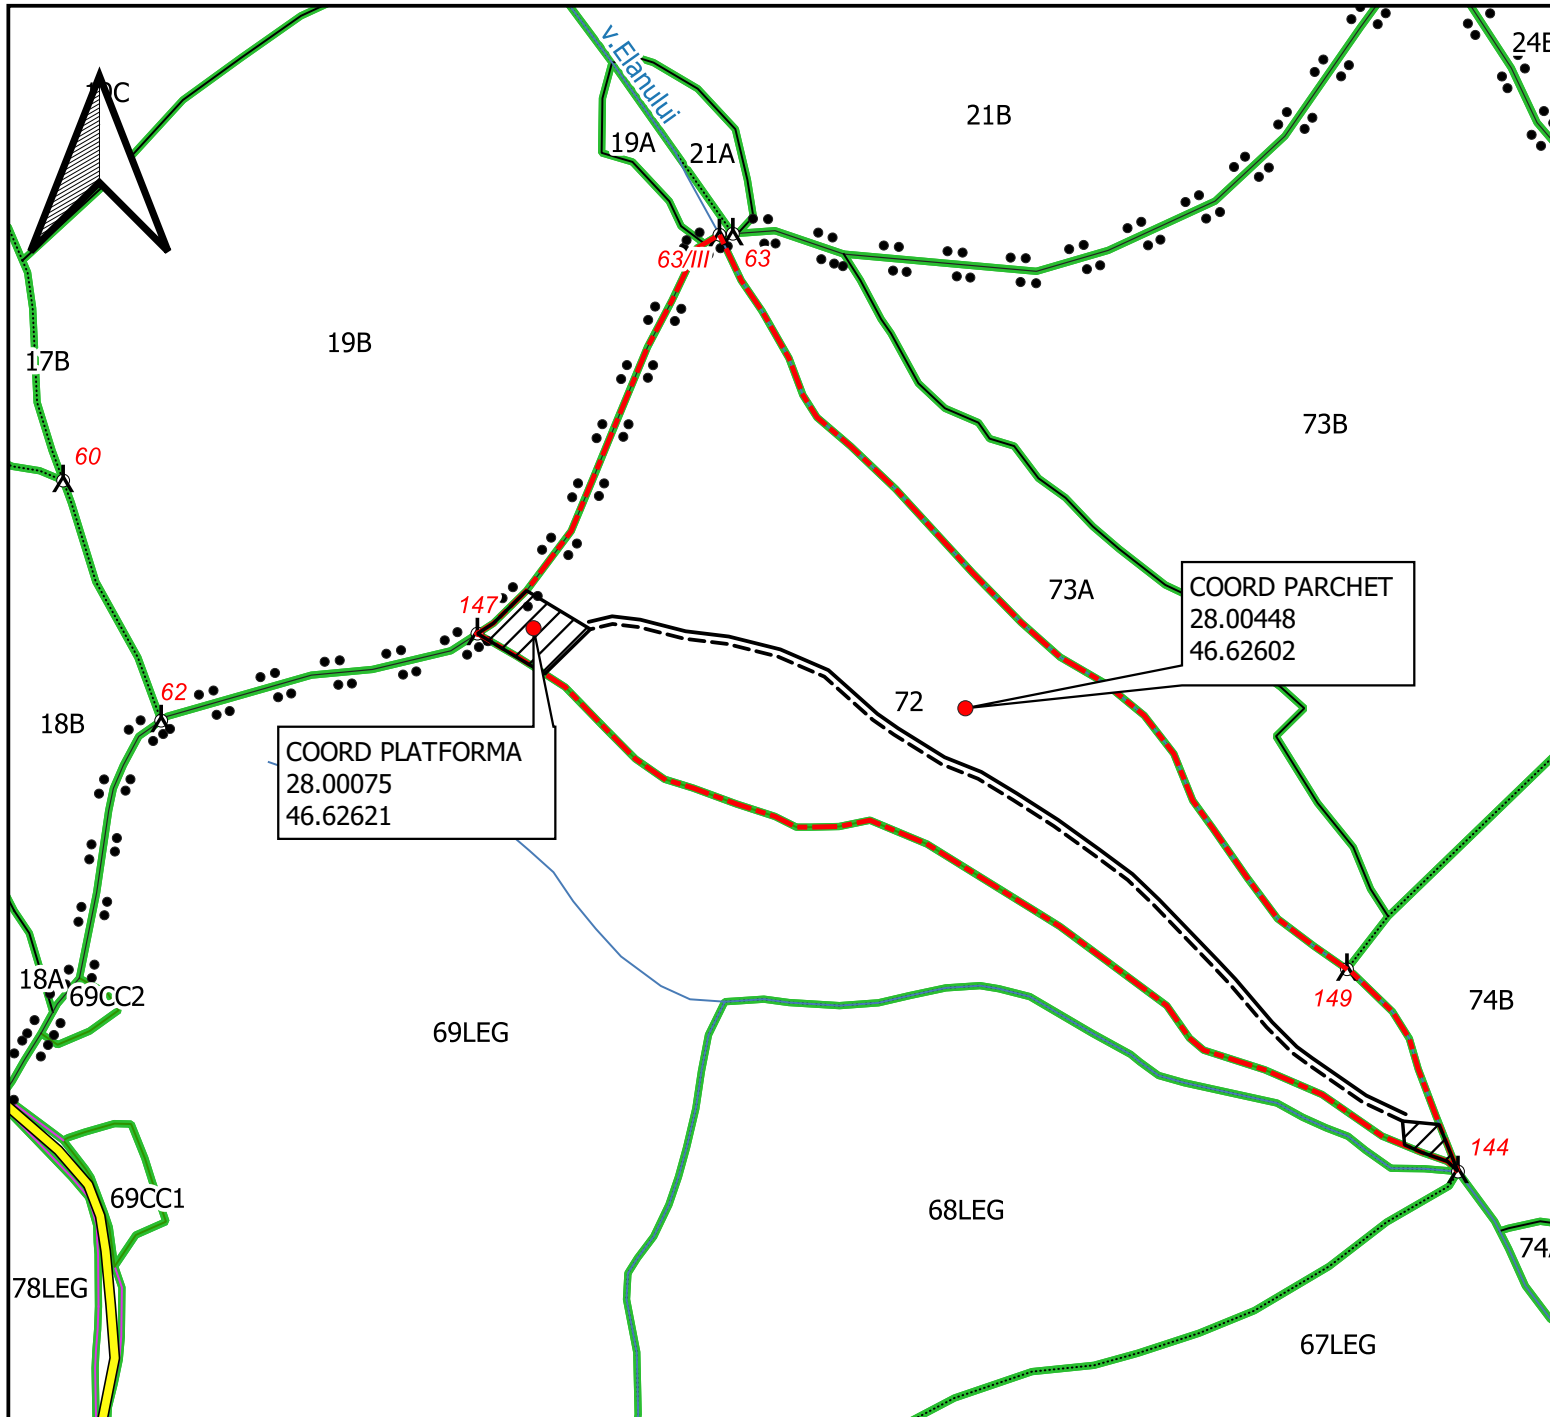 24E
v.Elanului
21B
19A
21A
63/III
63
19B
17B
73B
60
73A
COORD PARCHET
28.00448
46.62602
147
62
72
18B
COORD PLATFORMA
28.00075
46.62621
18A
69CC2
149
74B
69LEG
144
69CC1
68LEG
78LEG
67LEG